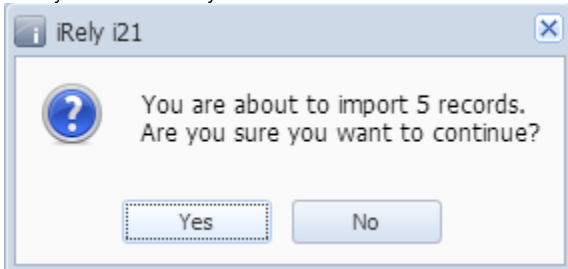 iRely i21
You are about to import 5 records.
Are you sure you want to continue?
Yes
No